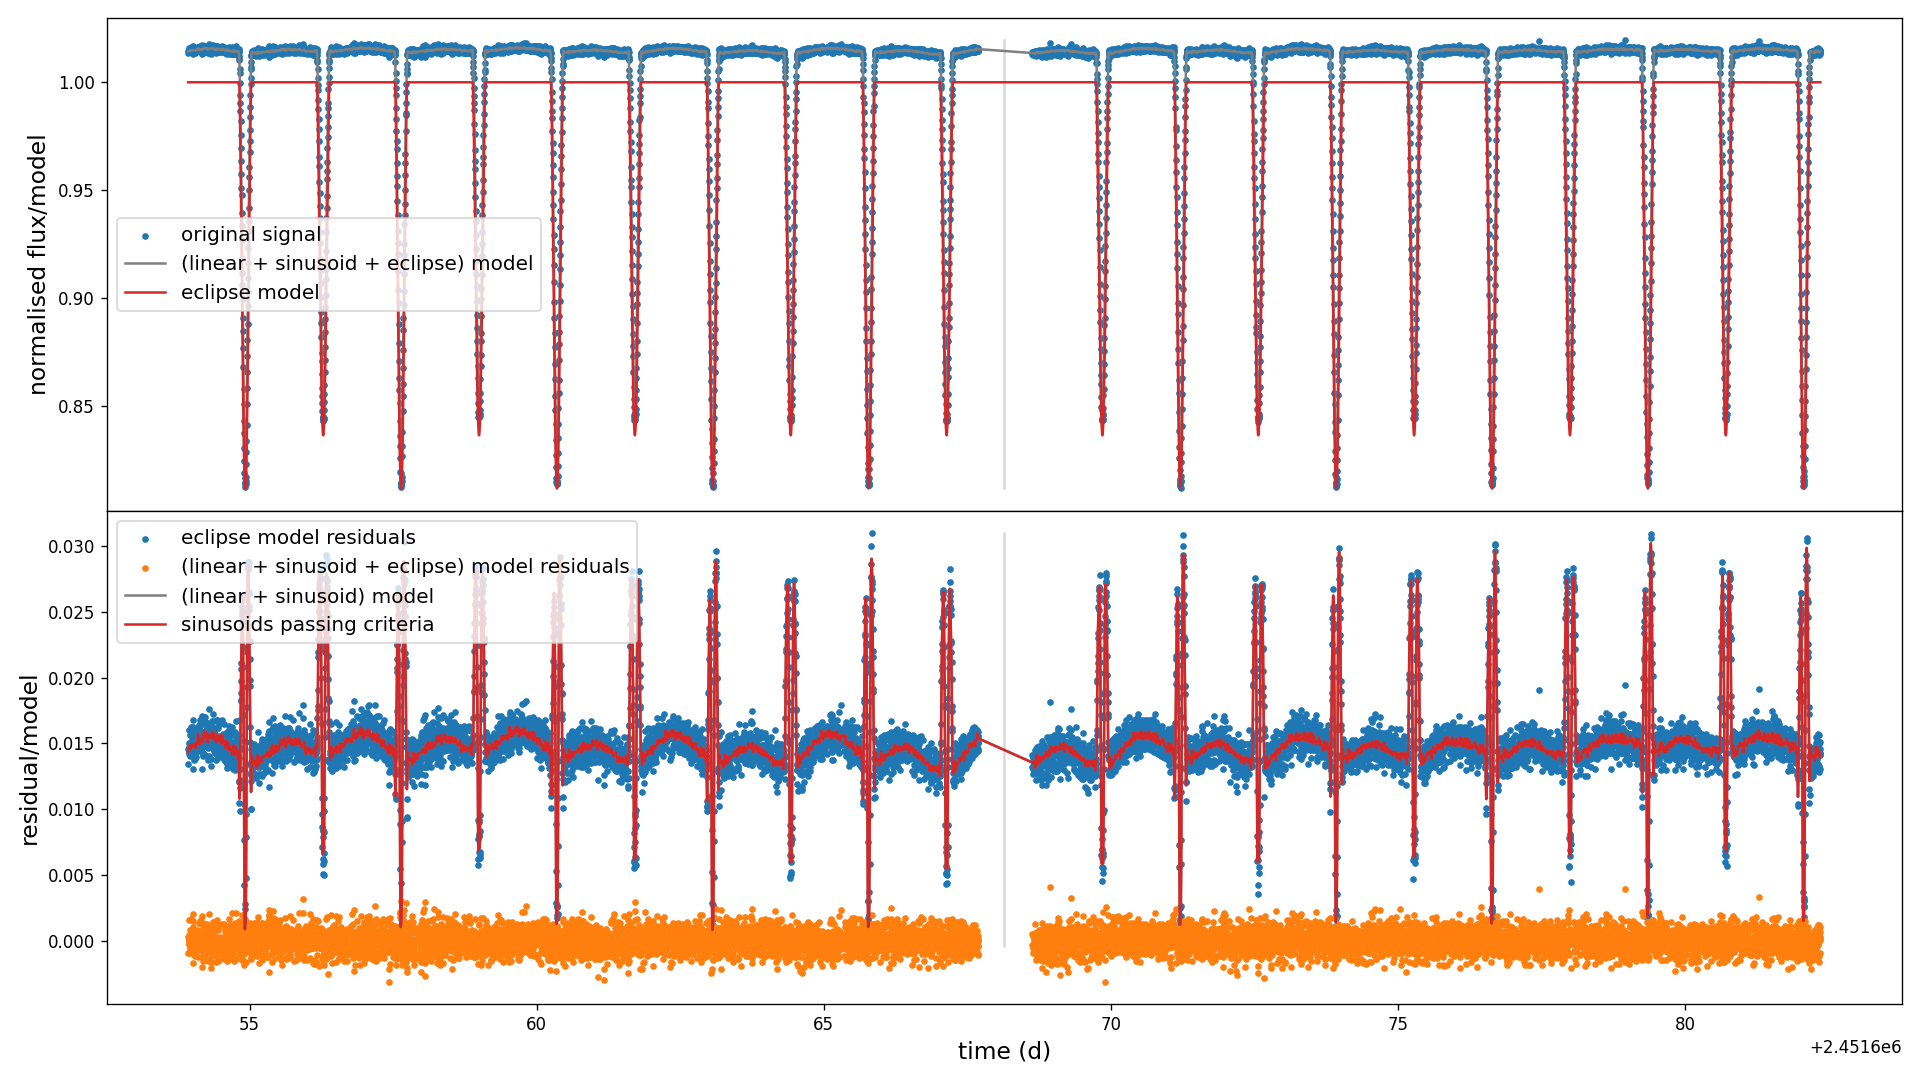 normalised flux/model
1.00
0.95
0.90
0.85
original signal
(linear + sinusoid + eclipse) model
eclipse model
residual/model
0.030
0.025
0.020
0.015
0.010
0.005
0.000
eclipse model residuals
(linear + sinusoid + eclipse) model residuals
(linear + sinusoid) model
sinusoids passing criteria
55
60
65
70
75
80
time (d)
+2.4516e6